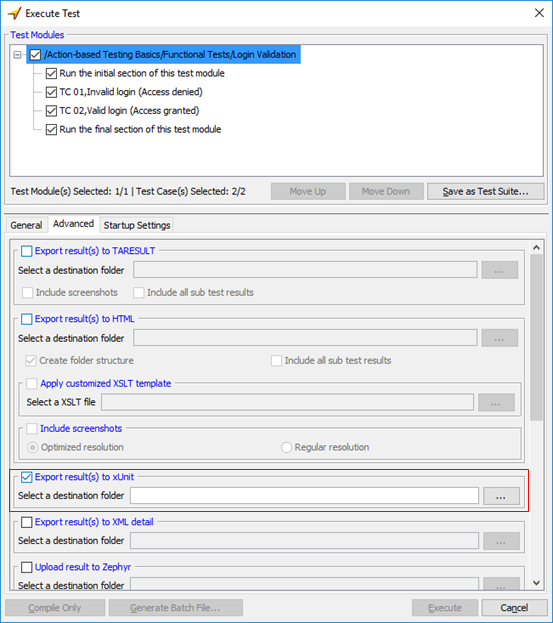 Execute Test
Test Modules
/Action-based Testing Basics/Functional Tests/Login Validation
Run the initial section of this test module
TC 01,Invalid login (Access denied)
TC 02,Valid login (Access granted)
Run the final section of this test module
Test Module(s) Selected: 1/1 | Test Case(s) Selected: 2/2 Move Up Move Down Save as Test Suite...
General Advanced Startup Settings
Export result(s) to TARESULT
Select a destination folder ...
Include screenshots Include all sub test results
Export result(s) to HTML
Select a destination folder ...
Create folder structure Include all sub test results
Apply customized XSLT template
Select a XSLT file ...
Include screenshots
Optimized resolution Regular resolution
Export result(s) to xUnit
Select a destination folder ...
Export result(s) to XML detail
Select a destination folder ...
Upload result to Zephyr
Select a destination folder ...
Compile Only Generate Batch File... Execute Cancel